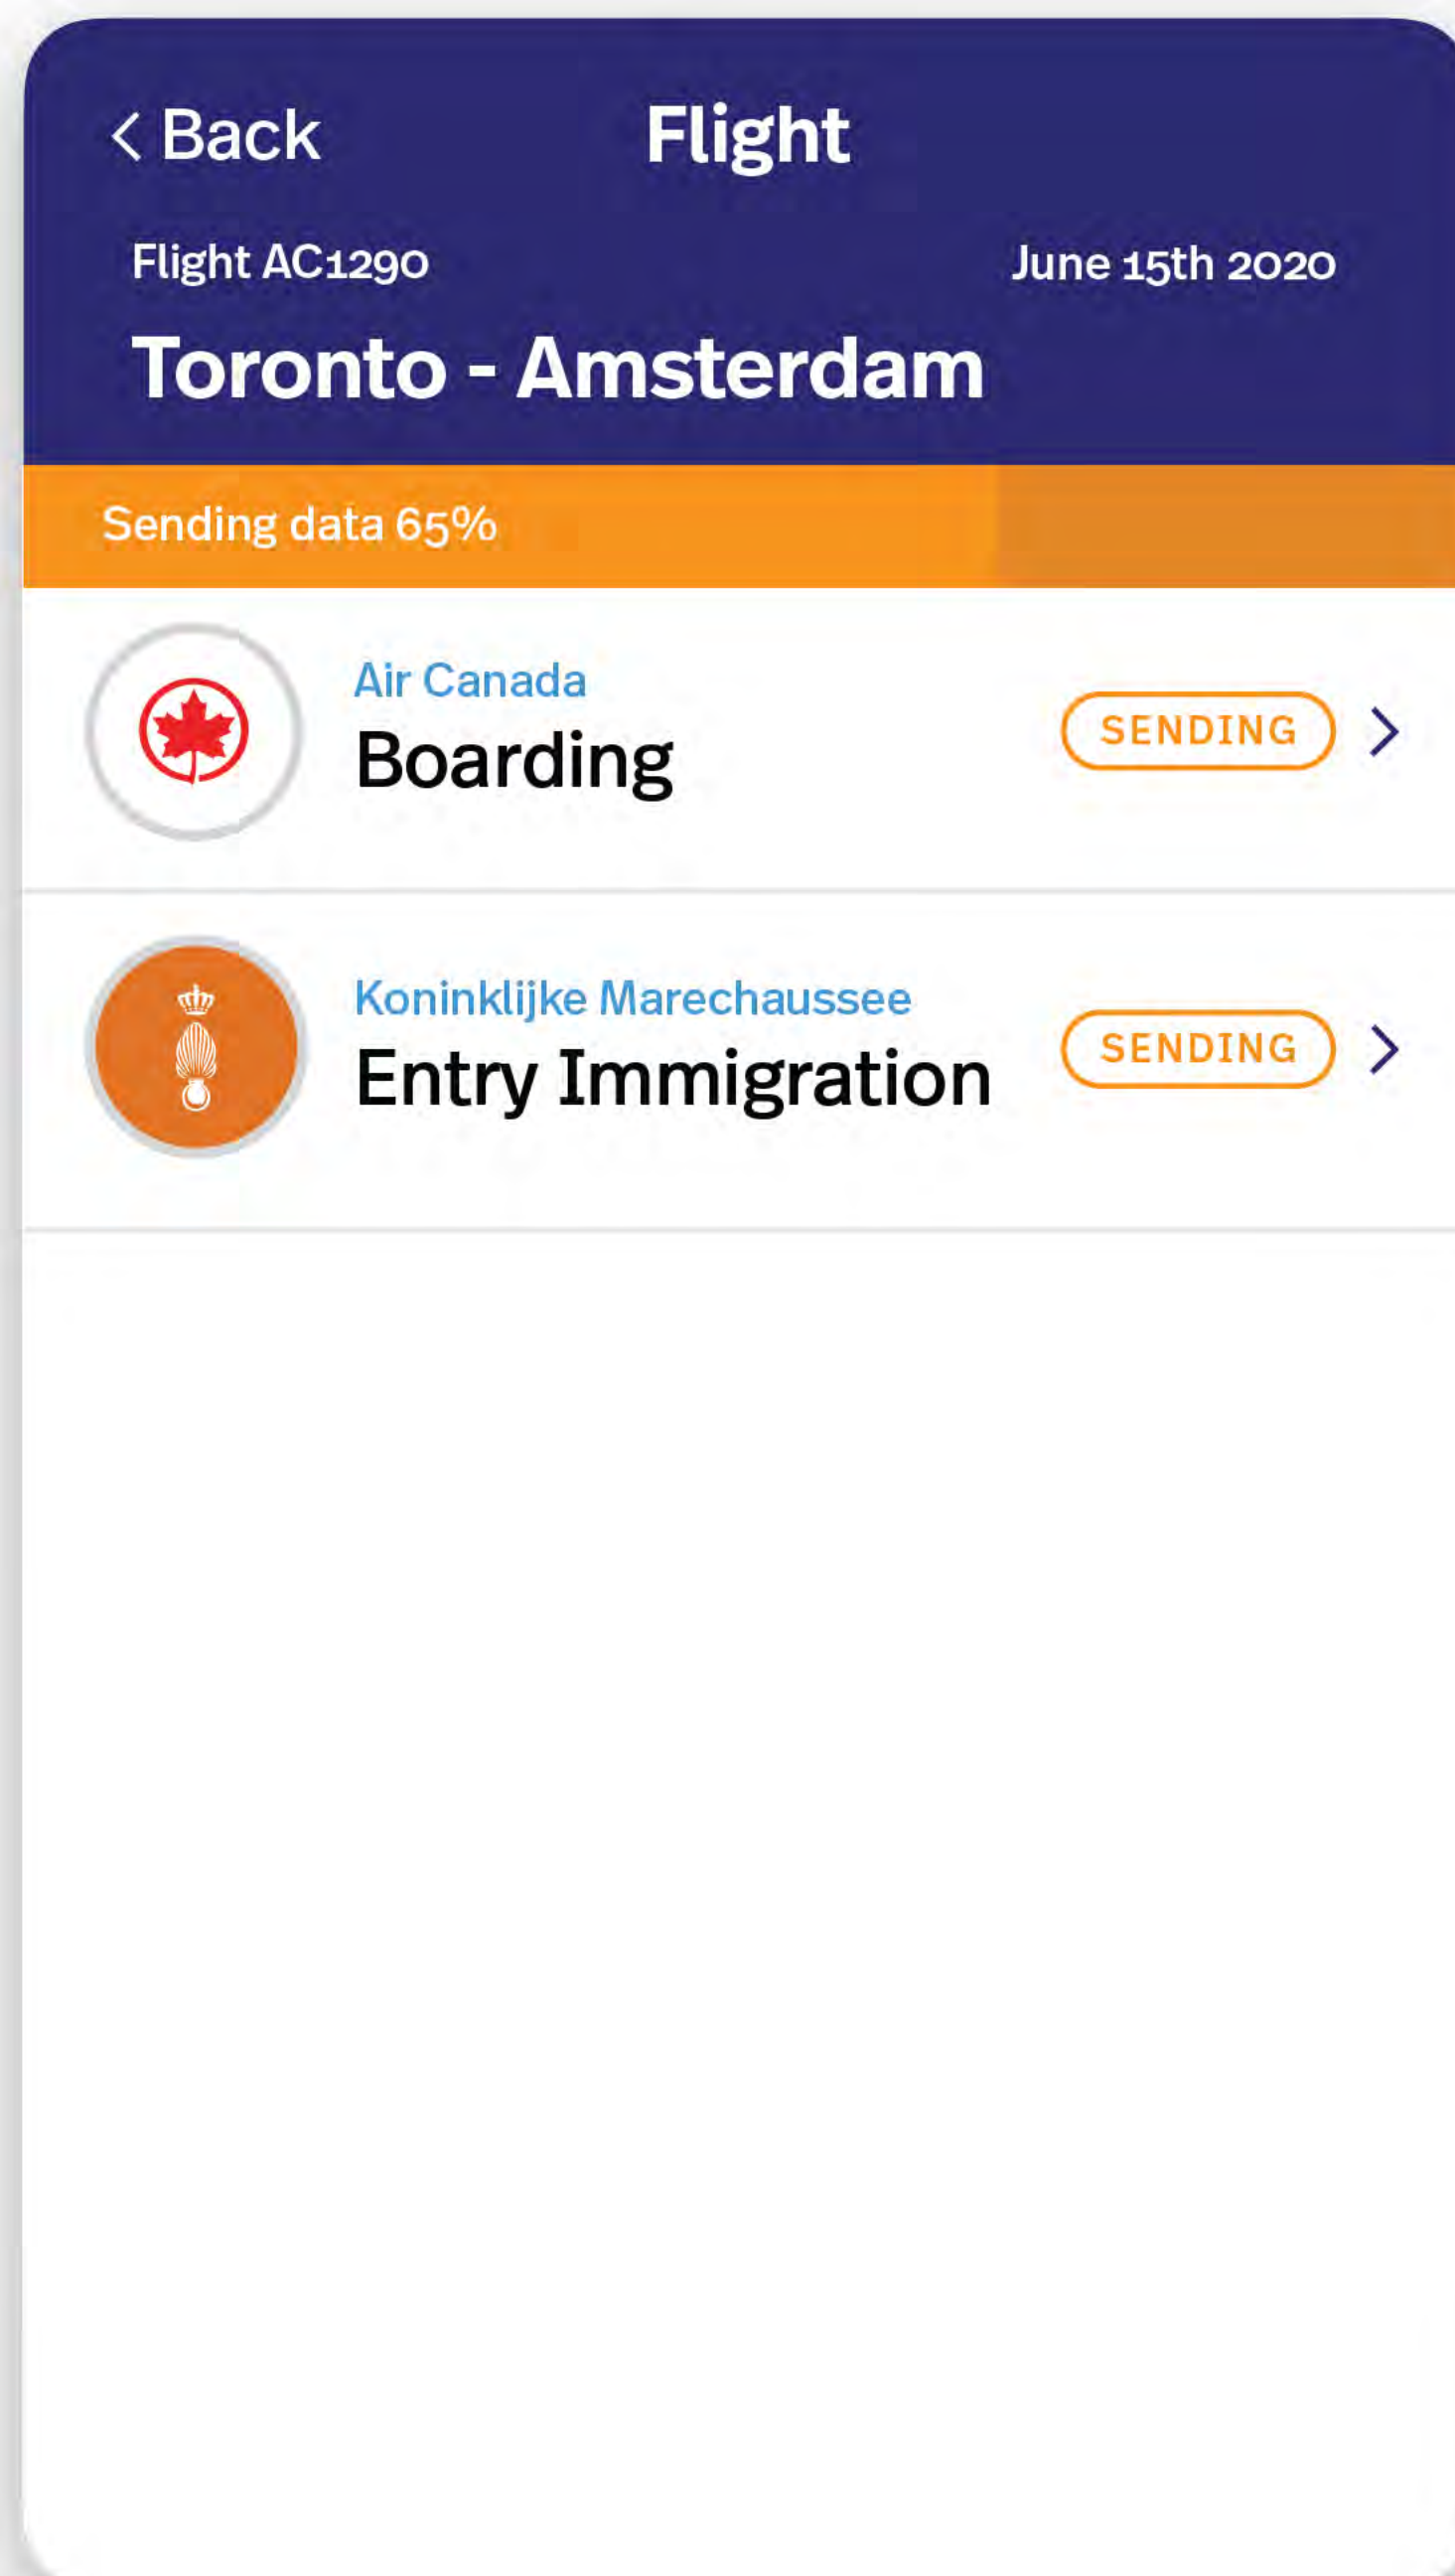 Back
Flight
Flight AC1290
June 15th 2020
Toronto - Amsterdam
Sending data 65%
Air Canada
Boarding
SENDING
Koninklijke Marechaussee
Entry Immigration
SENDING